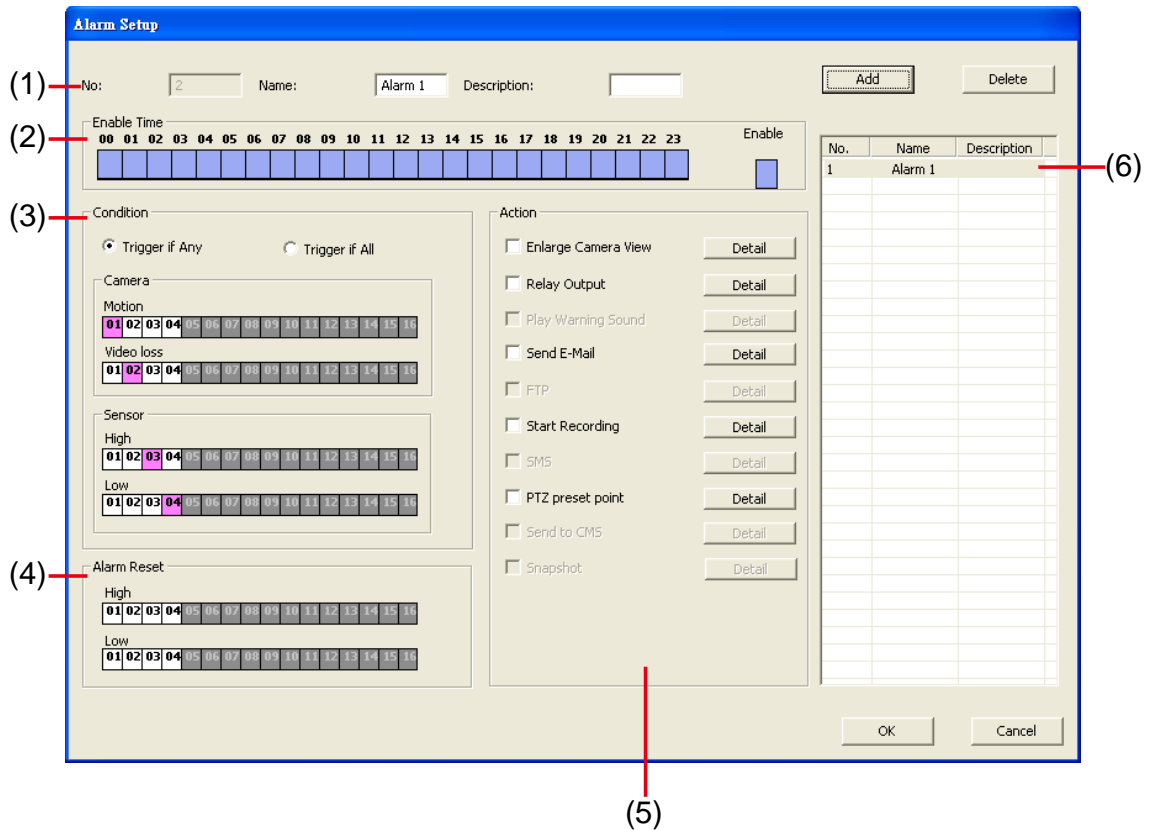 Alarm Setup
(1) No: 2 Name: Alarm 1 Description: Add Delete
(2) Enable Time
00 01 02 03 04 05 06 07 08 09 10 11 12 13 14 15 16 17 18 19 20 21 22 23 Enable
No. Name Description
1 Alarm 1 (6)
(3) Condition
Trigger if Any Trigger if All
Camera
Motion
01 02 03 04 05 06 07 08 09 10 11 12 13 14 15 16
Video loss
01 02 03 04 05 06 07 08 09 10 11 12 13 14 15 16
Sensor
High
01 02 03 04 05 06 07 08 09 10 11 12 13 14 15 16
Low
01 02 03 04 05 06 07 08 09 10 11 12 13 14 15 16
(4) Alarm Reset
High
01 02 03 04 05 06 07 08 09 10 11 12 13 14 15 16
Low
01 02 03 04 05 06 07 08 09 10 11 12 13 14 15 16
Action
Enlarge Camera View Detail
Relay Output Detail
Play Warning Sound Detail
Send E-Mail Detail
FTP Detail
Start Recording Detail
SMS Detail
PTZ preset point Detail
Send to CMS Detail
Snapshot Detail
OK Cancel
(5)